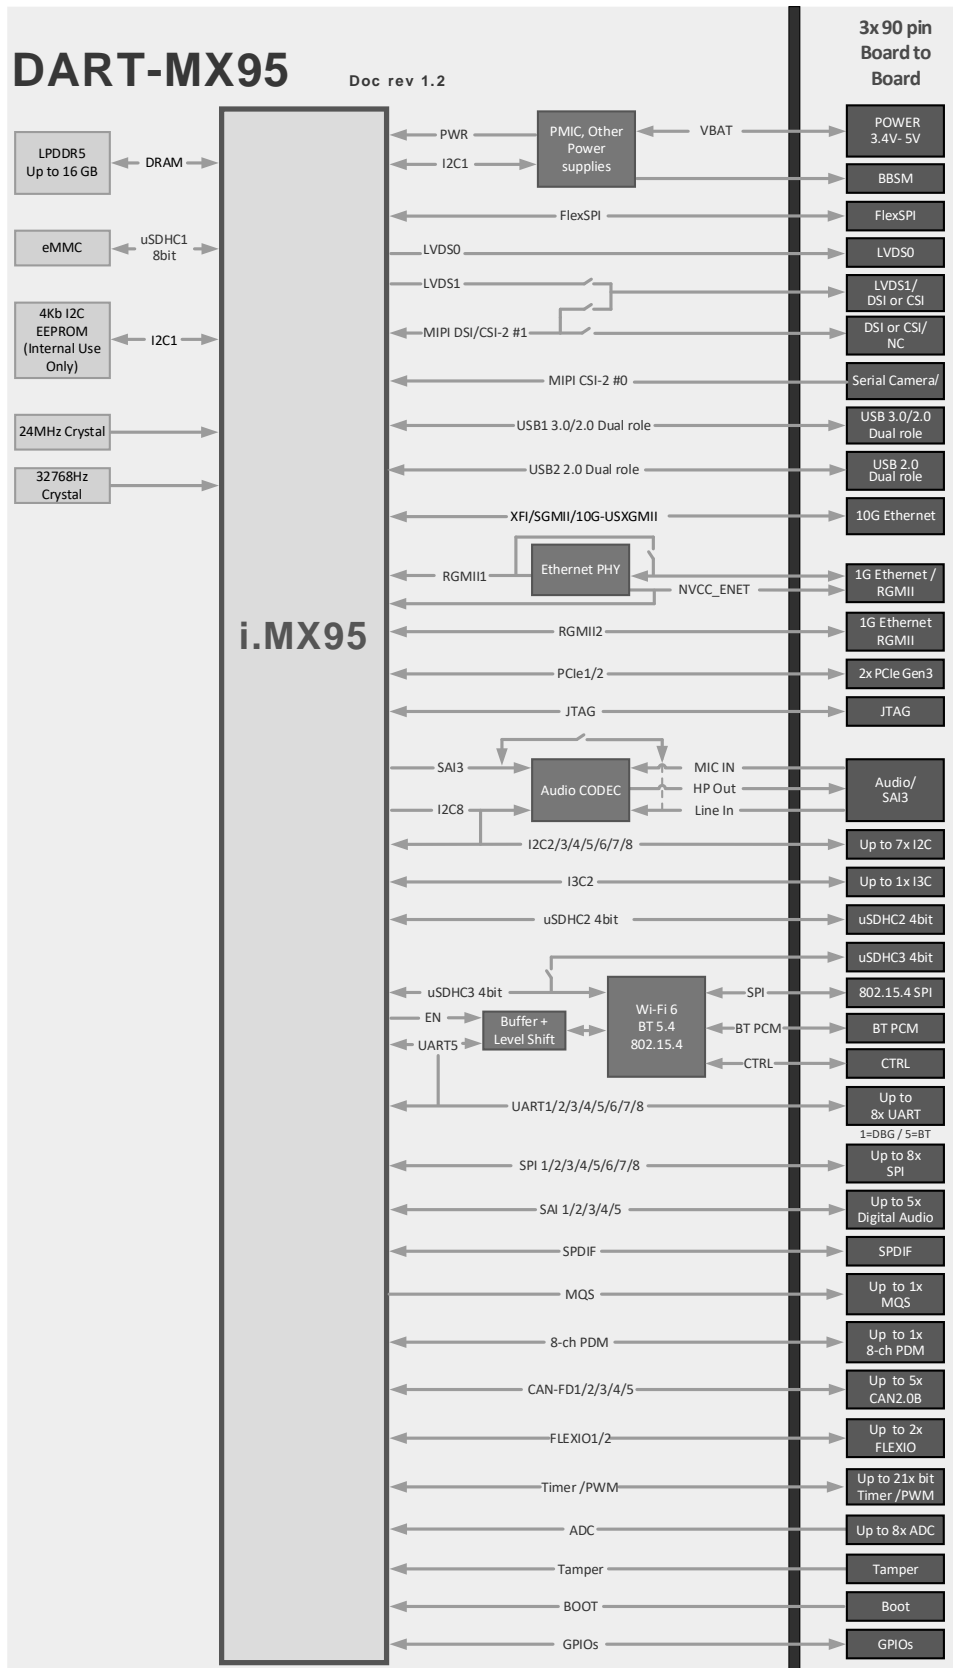 3x 90 pin
Board to
Board
DART-MX95
Doc rev 1.2
LPDDR5
Up to 16 GB
DRAM
eMMC
uSDHC1
8bit
4Kb I2C
EEPROM
(Internal Use
Only)
I2C1
24MHz Crystal
32768Hz
Crystal
i.MX95
PWR
I2C1
PMIC, Other
Power
supplies
VBAT
POWER
3.4V- 5V
BBSM
FlexSPI
FlexSPI
LVDS0
LVDS0
LVDS1
LVDS1/
DSI or CSI
MIPI DSI/CSI-2 #1
DSI or CSI/
NC
MIPI CSI-2 #0
Serial Camera/
USB1 3.0/2.0 Dual role
USB 3.0/2.0
Dual role
USB2 2.0 Dual role
USB 2.0
Dual role
XFI/SGMII/10G-USXGMII
10G Ethernet
RGMII1
Ethernet PHY
NVCC_ENET
1G Ethernet /
RGMII
RGMII2
1G Ethernet
RGMII
PCIe1/2
2x PCIe Gen3
JTAG
JTAG
SAI3
I2C8
Audio CODEC
MIC IN
HP Out
Line In
Audio/
SAI3
I2C2/3/4/5/6/7/8
Up to 7x I2C
I3C2
Up to 1x I3C
uSDHC2 4bit
uSDHC2 4bit
uSDHC3 4bit
uSDHC3 4bit
EN
UART5
Buffer +
Level Shift
Wi-Fi 6
BT 5.4
802.15.4
SPI
802.15.4 SPI
BT PCM
BT PCM
CTRL
CTRL
UART1/2/3/4/5/6/7/8
Up to
8x UART
1=DBG / 5=BT
SPI 1/2/3/4/5/6/7/8
Up to 8x
SPI
SAI 1/2/3/4/5
Up to 5x
Digital Audio
SPDIF
SPDIF
MQS
Up to 1x
MQS
8-ch PDM
Up to 1x
8-ch PDM
CAN-FD1/2/3/4/5
Up to 5x
CAN2.0B
FLEXIO1/2
Up to 2x
FLEXIO
Timer /PWM
Up to 21x bit
Timer /PWM
ADC
Up to 8x ADC
Tamper
Tamper
BOOT
Boot
GPIOs
GPIOs